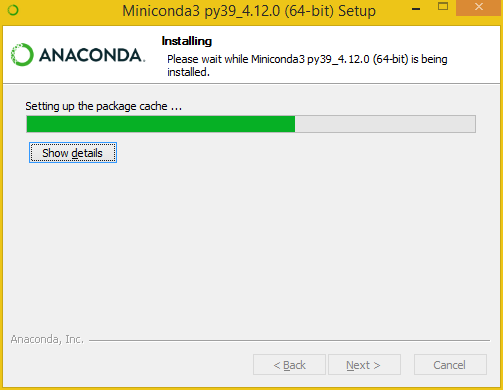 Miniconda3 py39_4.12.0 (64-bit) Setup
ANACONDA.
Installing
Please wait while Miniconda3 py39_4.12.0 (64-bit) is being
installed.
Setting up the package cache ...
Show details
Anaconda, Inc.
< Back
Next >
Cancel